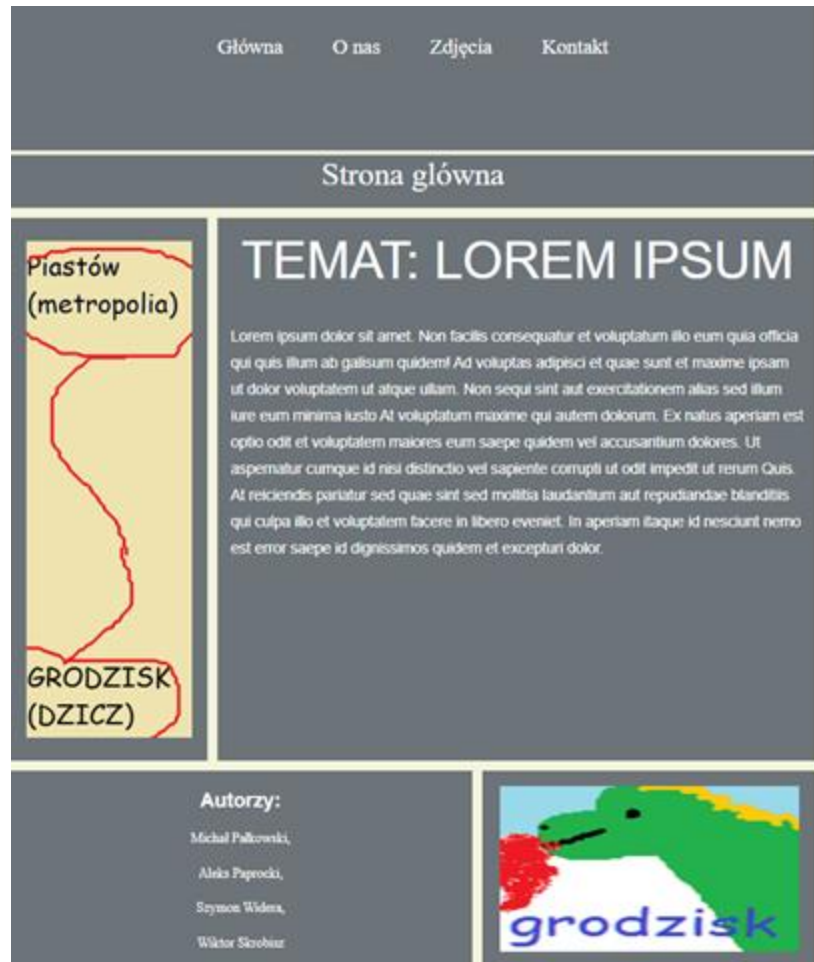 Główna O nas Zdjęcia Kontakt
Strona glówna
Piastów
(metropolia)
GRODZISK
(DZICZ)
TEMAT: LOREM IPSUM
Lorem ipsum dolor sit amet. Non facilis consequatur et voluptatum illo eum quia officia
qui quis illum ab galisum quidem! Ad voluptas adipisci et quae sunt et maxime ipsam
ut dolor voluptatem ut atque ullam. Non sequi sint aut exercitationem alias sed illum
iure eum minima iusto At voluptatum maxime qui autem dolorum. Ex natus aperiam est
optio odit et voluptatem maiores eum saepe quidem vel accusantium dolores. Ut
aspernatur cumque id nisi distinctio vel sapiente corrupti ut odit impedit ut rerum Quis.
At reiciendis pariatur sed quae sint sed mollitia laudantium aut repudiandae blanditiis
qui culpa illo et voluptatem facere in libero eveniet. In aperiam itaque id nesciunt nemo
est error saepe id dignissimos quidem et excepturi dolor.
Autorzy:
Michał Pałkowski,
Aleks Paprocki,
Szymon Widera,
Wiktor Skrobisz
grodzisk